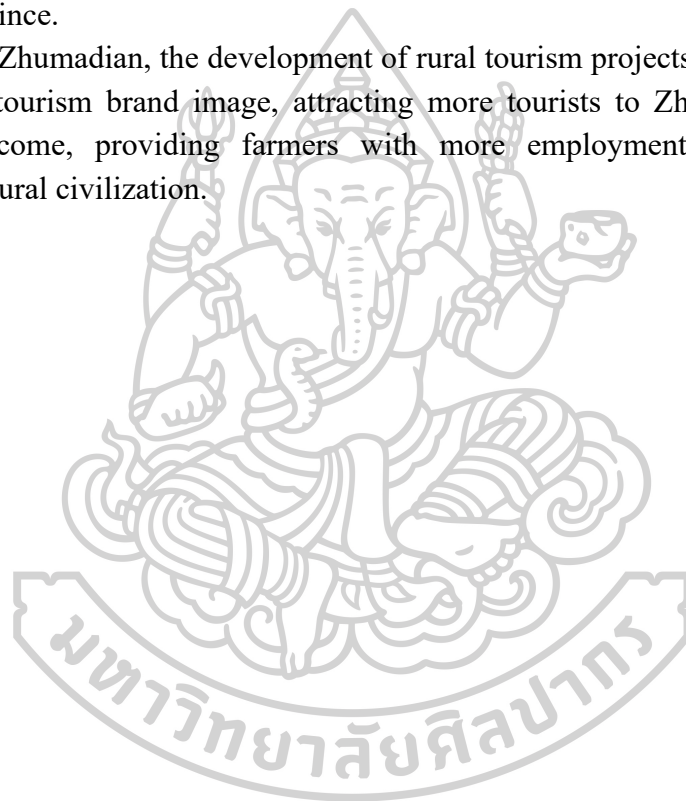 ince.
Zhumadian, the development of rural tourism projects
tourism brand image, attracting more tourists to Zh
come, providing farmers with more employment
ural civilization.
มหาวิทยาลัยศิลปากร